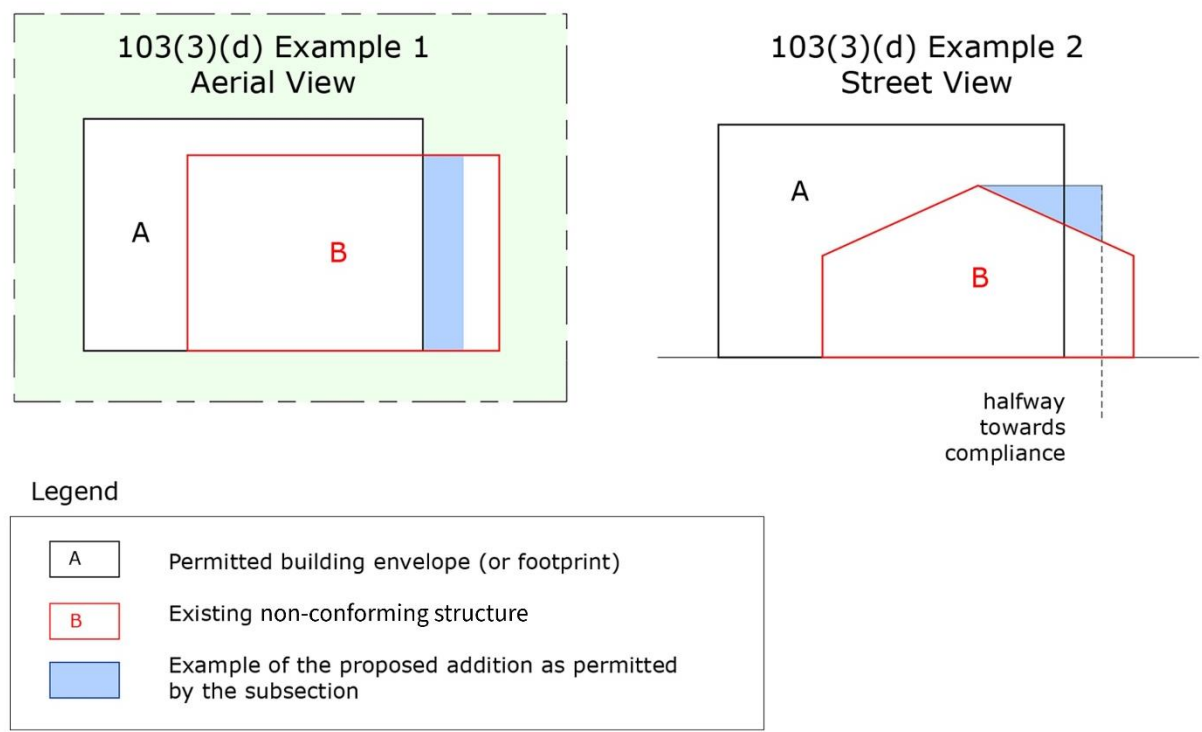 103(3)(d) Example 1
Aerial View
A
B
103(3)(d) Example 2
Street View
A
B
halfway
towards
compliance
Legend
A
Permitted building envelope (or footprint)
B
Existing non-conforming structure
Example of the proposed addition as permitted
by the subsection